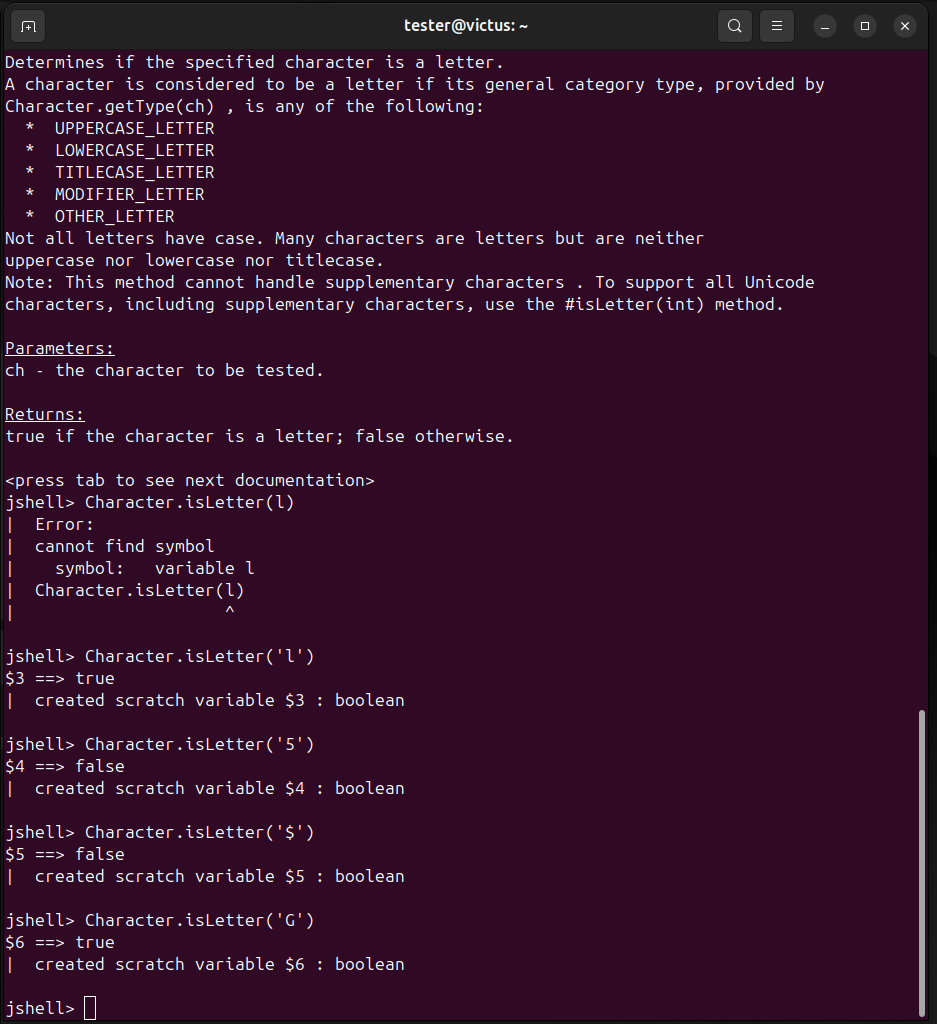 tester@victus: ~
Determines if the specified character is a letter.
A character is considered to be a letter if its general category type, provided by
Character.getType(ch) , is any of the following:
  *  UPPERCASE_LETTER
  *  LOWERCASE_LETTER
  *  TITLECASE_LETTER
  *  MODIFIER_LETTER
  *  OTHER_LETTER
Not all letters have case. Many characters are letters but are neither
uppercase nor lowercase nor titlecase.
Note: This method cannot handle supplementary characters . To support all Unicode
characters, including supplementary characters, use the #isLetter(int) method.

Parameters:
ch - the character to be tested.

Returns:
true if the character is a letter; false otherwise.

<press tab to see next documentation>
jshell> Character.isLetter(l)
|  Error:
|  cannot find symbol
|    symbol:   variable l
|  Character.isLetter(l)
|                     ^

jshell> Character.isLetter('l')
$3 ==> true
|  created scratch variable $3 : boolean

jshell> Character.isLetter('5')
$4 ==> false
|  created scratch variable $4 : boolean

jshell> Character.isLetter('$')
$5 ==> false
|  created scratch variable $5 : boolean

jshell> Character.isLetter('G')
$6 ==> true
|  created scratch variable $6 : boolean

jshell>